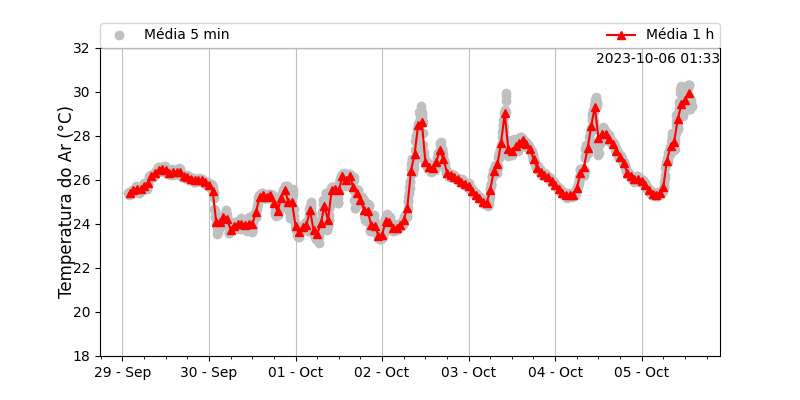 Média 5 min
Média 1 h
2023-10-06 01:33
Temperatura do Ar (°C)
32
30
28
26
24
22
20
18
29 - Sep
30 - Sep
01 - Oct
02 - Oct
03 - Oct
04 - Oct
05 - Oct